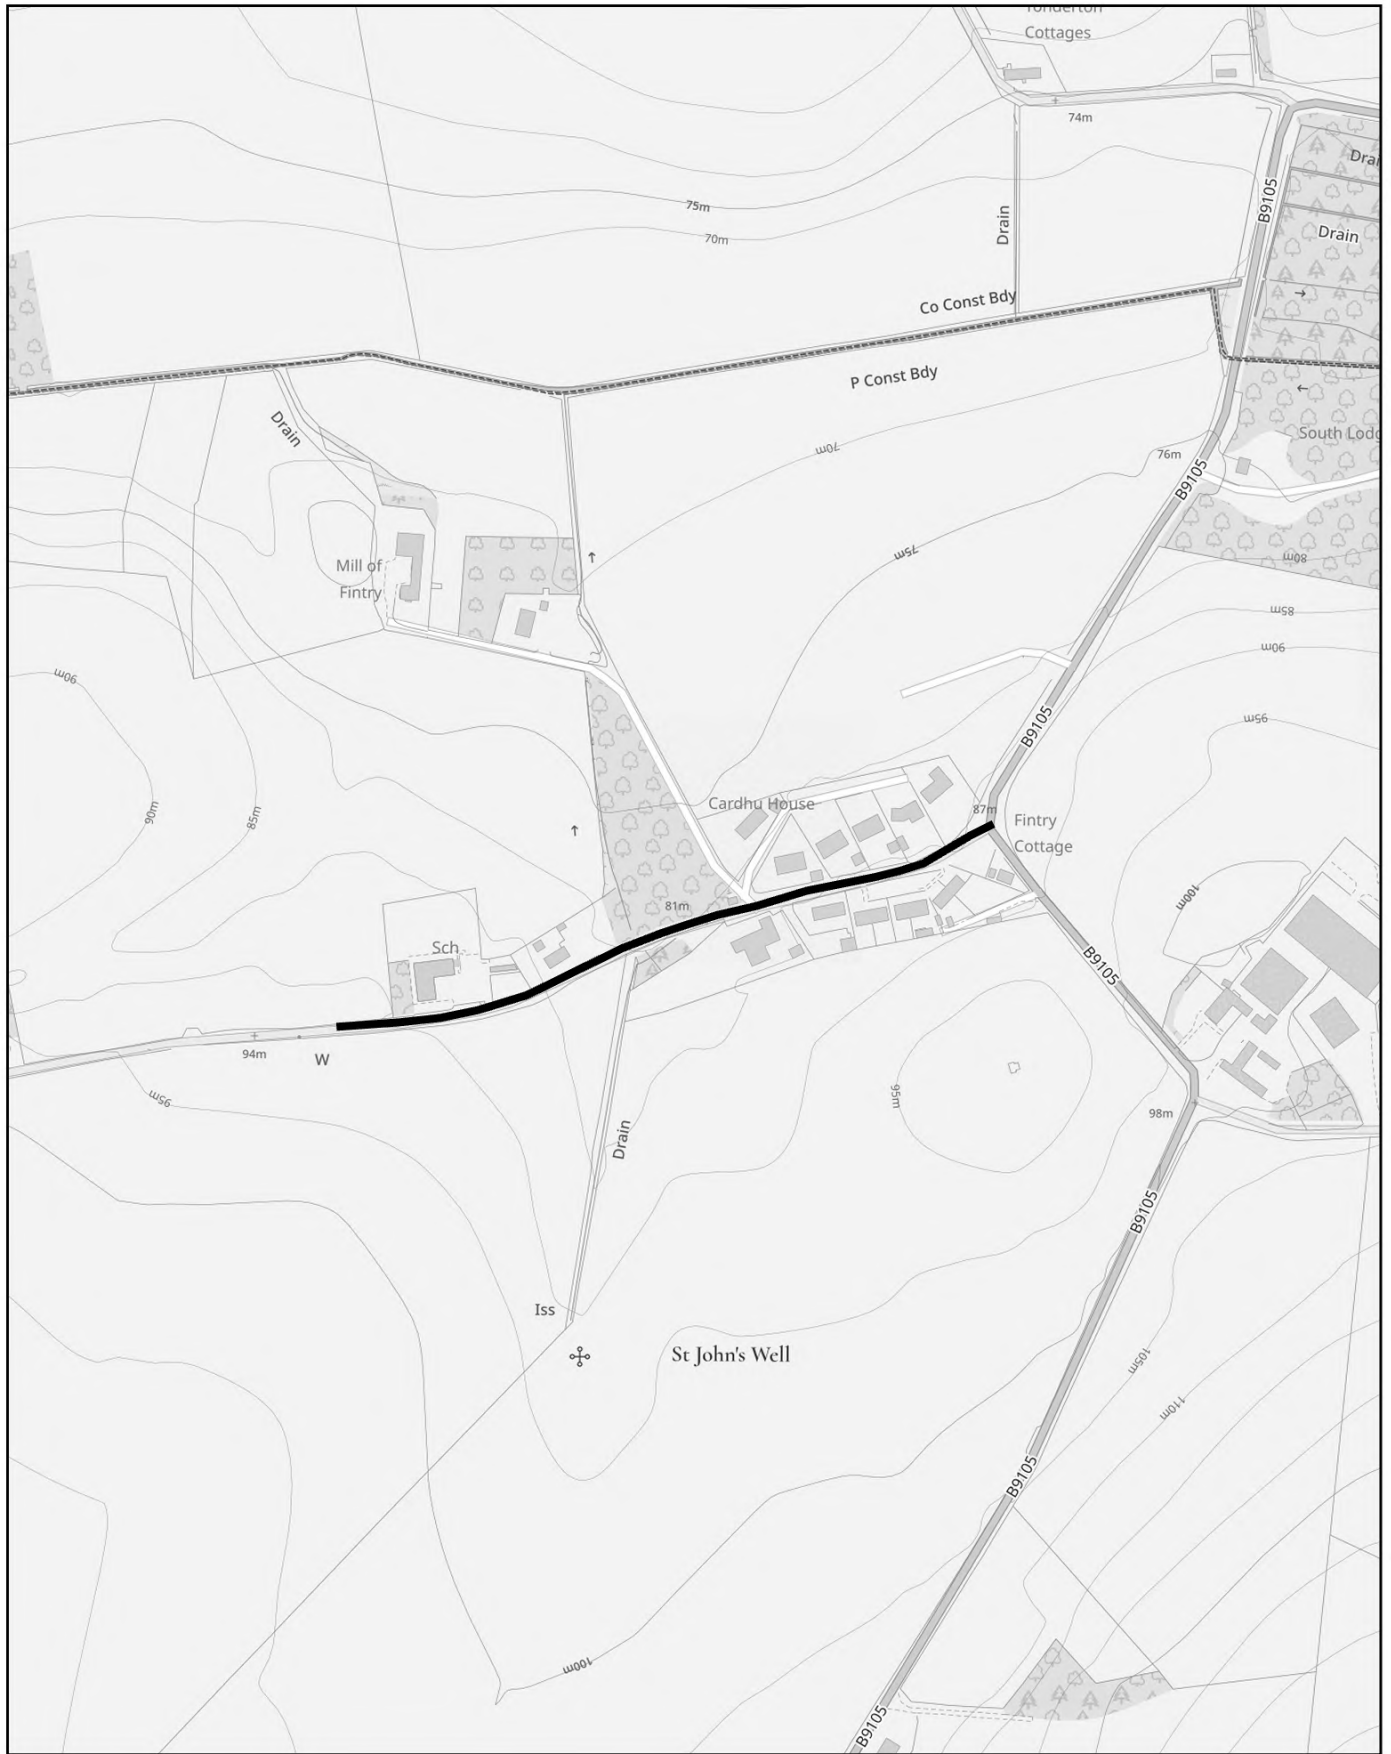 Cottages
74m
Drain
B9105
75m
70m
Drain
Drain
Co Const Bdy
P Const Bdy
Drain
70m
South Lodg
76m
B9105
75m
80m
Mill of
Fintry
85m
90m
90m
95m
B9105
Cardhu House
87m
Fintry
Cottage
90m
85m
100m
81m
Sch
B9105
94m
W
95m
95m
98m
Drain
B9105
Iss
St John's Well
105m
110m
B9105
100m
B9105